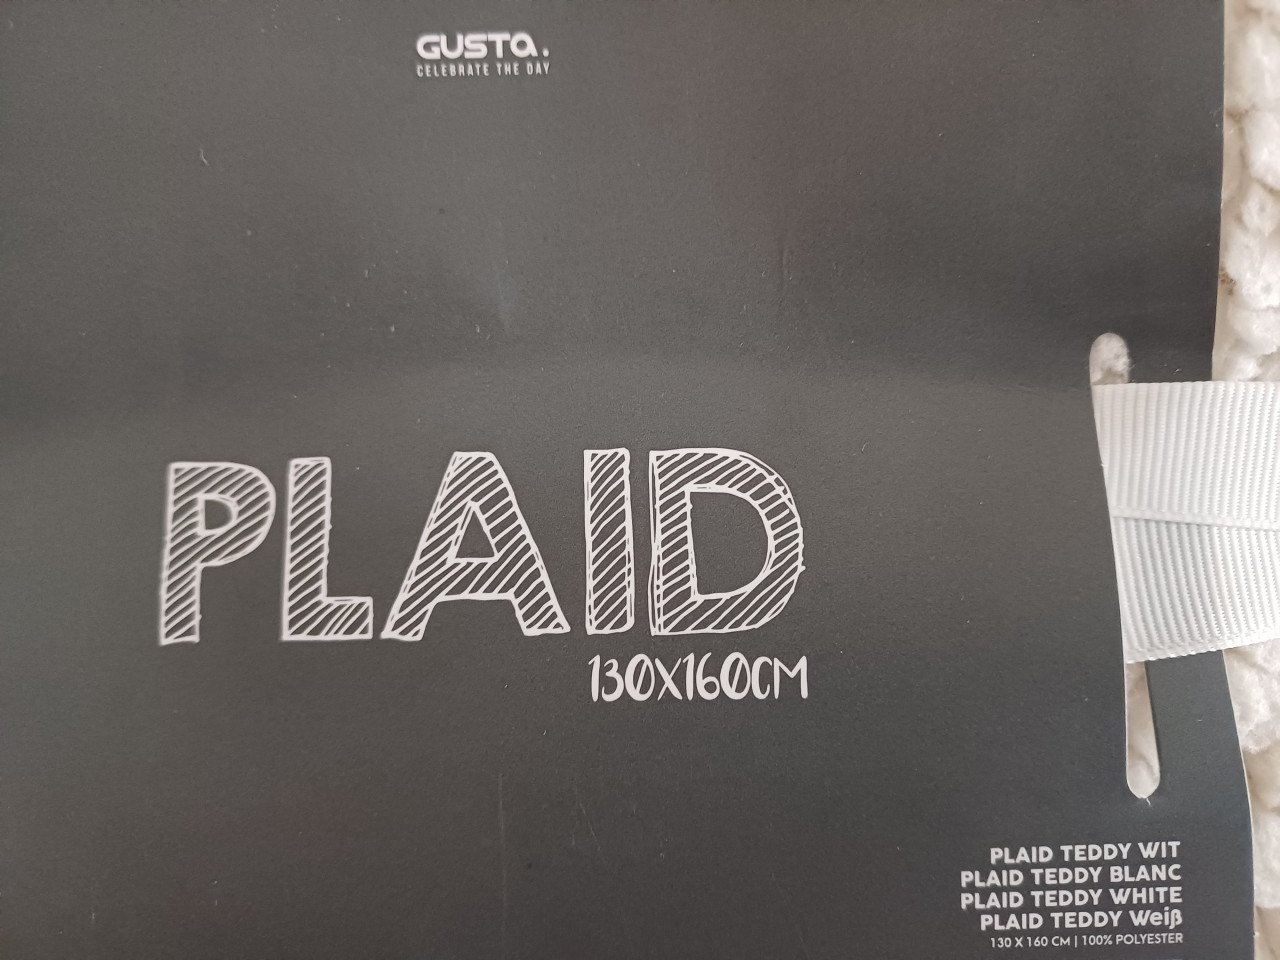 GUSTA.
CELEBRATE THE DAY
PLAID
130X160CM
PLAID TEDDY WIT
PLAID TEDDY BLANC
PLAID TEDDY WHITE
PLAID TEDDY Weiß
130 X 160 CM | 100% POLYESTER